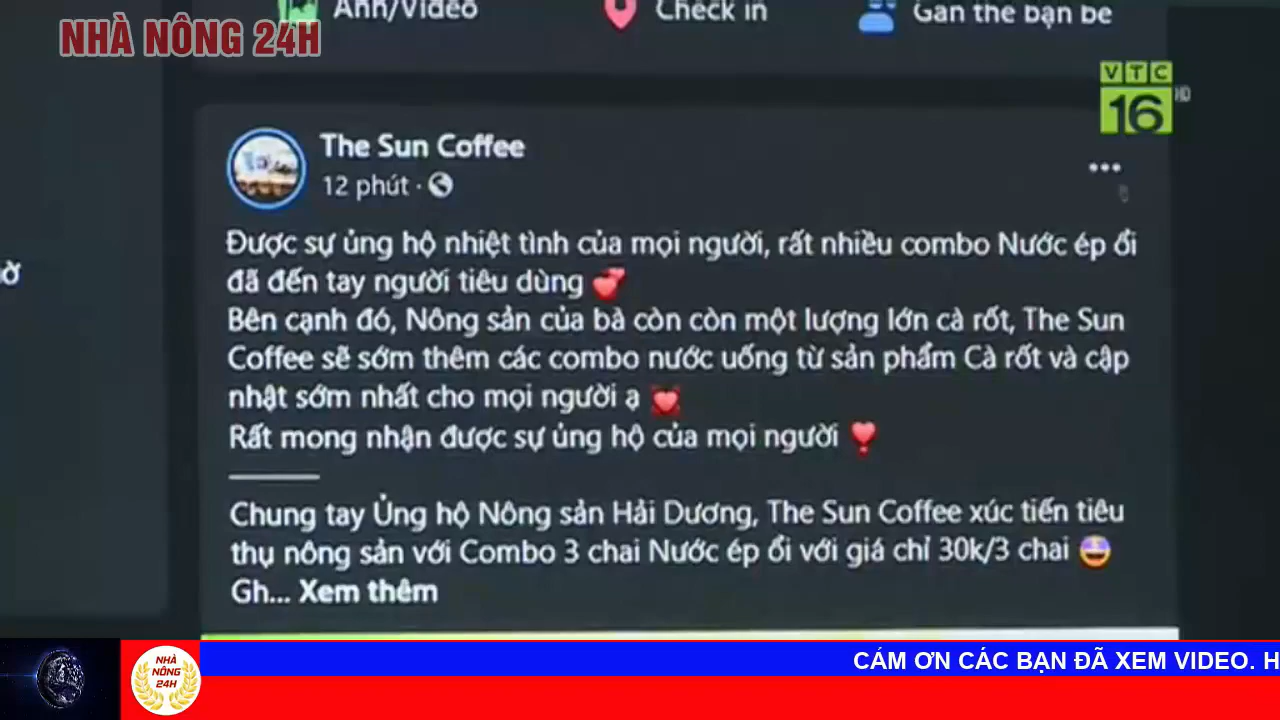 Ảnh/Video
Check in
Gắn thẻ bạn bè
NHÀ NÔNG 24H
VTC
16
HD
The Sun Coffee
12 phút ·
Được sự ủng hộ nhiệt tình của mọi người, rất nhiều combo Nước ép ổi
đã đến tay người tiêu dùng 💕
Bên cạnh đó, Nông sản của bà còn còn một lượng lớn cà rốt, The Sun
Coffee sẽ sớm thêm các combo nước uống từ sản phẩm Cà rốt và cập
nhật sớm nhất cho mọi người ạ 💓
Rất mong nhận được sự ủng hộ của mọi người ❣️
Chung tay Ủng hộ Nông sản Hải Dương, The Sun Coffee xúc tiến tiêu
thụ nông sản với Combo 3 chai Nước ép ổi với giá chỉ 30k/3 chai 🤩
Gh... Xem thêm
NHÀ
NÔNG
24H
CÁM ƠN CÁC BẠN ĐÃ XEM VIDEO. H